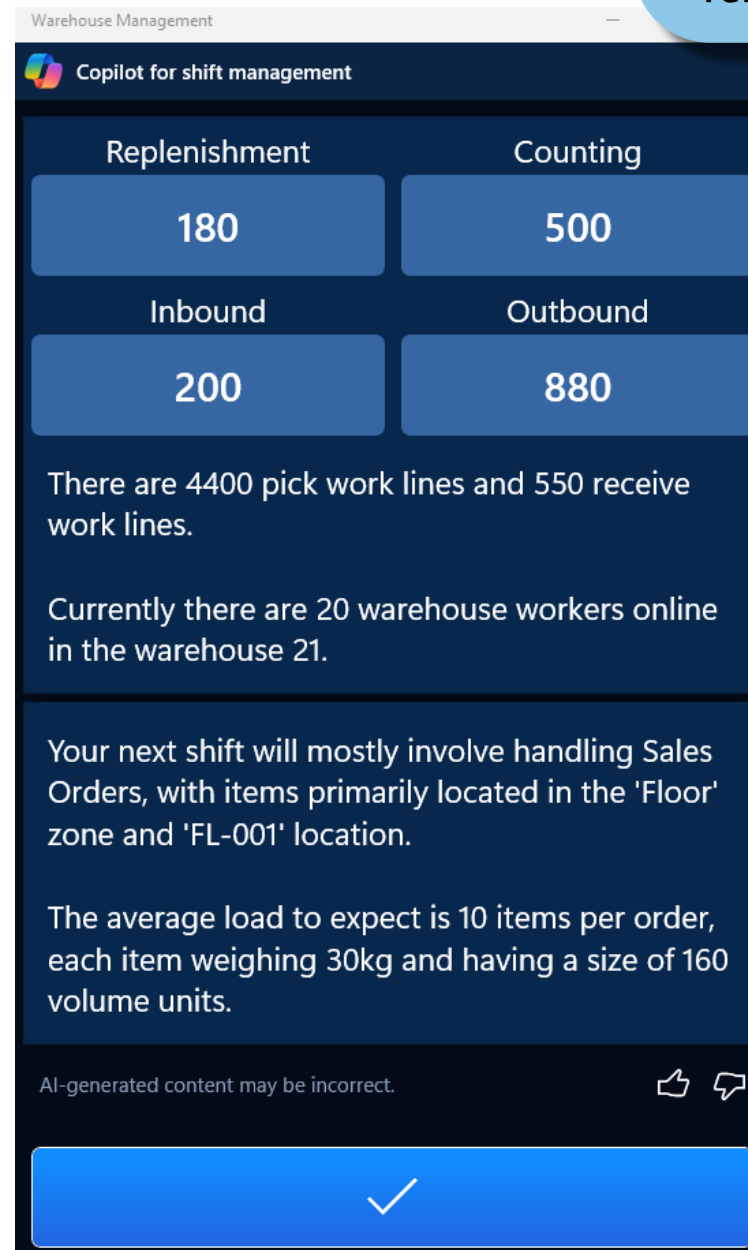 Warehouse Management
Copilot for shift management
Replenishment Counting
180 500
Inbound Outbound
200 880
There are 4400 pick work lines and 550 receive
work lines.
Currently there are 20 warehouse workers online
in the warehouse 21.
Your next shift will mostly involve handling Sales
Orders, with items primarily located in the 'Floor'
zone and 'FL-001' location.
The average load to expect is 10 items per order,
each item weighing 30kg and having a size of 160
volume units.
AI-generated content may be incorrect.